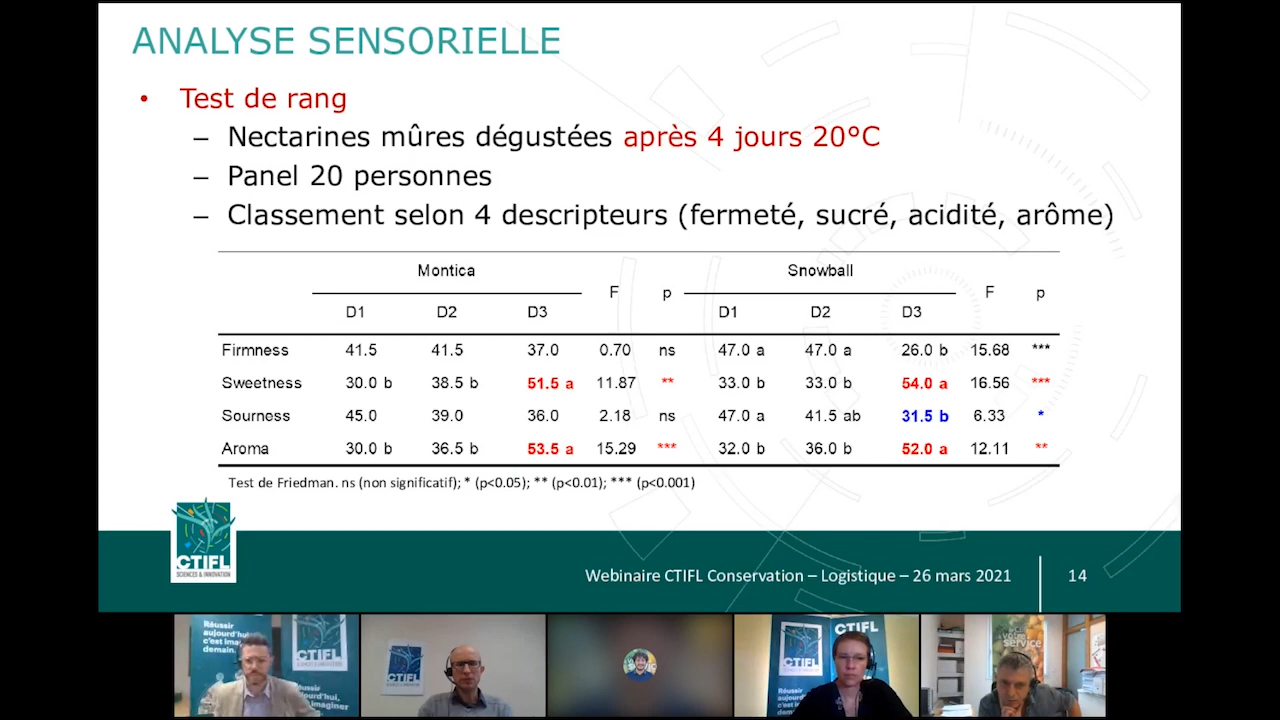 ANALYSE SENSORIELLE
• Test de rang
– Nectarines mûres dégustées après 4 jours 20°C
– Panel 20 personnes
– Classement selon 4 descripteurs (fermeté, sucré, acidité, arôme)
Montica F p Snowball F p
D1 D2 D3 D1 D2 D3
Firmness 41.5 41.5 37.0 0.70 ns 47.0 a 47.0 a 26.0 b 15.68 ***
Sweetness 30.0 b 38.5 b 51.5 a 11.87 ** 33.0 b 33.0 b 54.0 a 16.56 ***
Sourness 45.0 39.0 36.0 2.18 ns 47.0 a 41.5 ab 31.5 b 6.33 *
Aroma 30.0 b 36.5 b 53.5 a 15.29 *** 32.0 b 36.0 b 52.0 a 12.11 **
Test de Friedman. ns (non significatif); * (p<0.05); ** (p<0.01); *** (p<0.001)
CTIFL
SCIENCES & INNOVATION
Webinaire CTIFL Conservation – Logistique – 26 mars 2021 14
Réussir
aujourd'hui,
c'est
demain.
CTIFL
CTIFL
CTIFL
CTIFL
Réussir
aujourd'hui,
votre
service